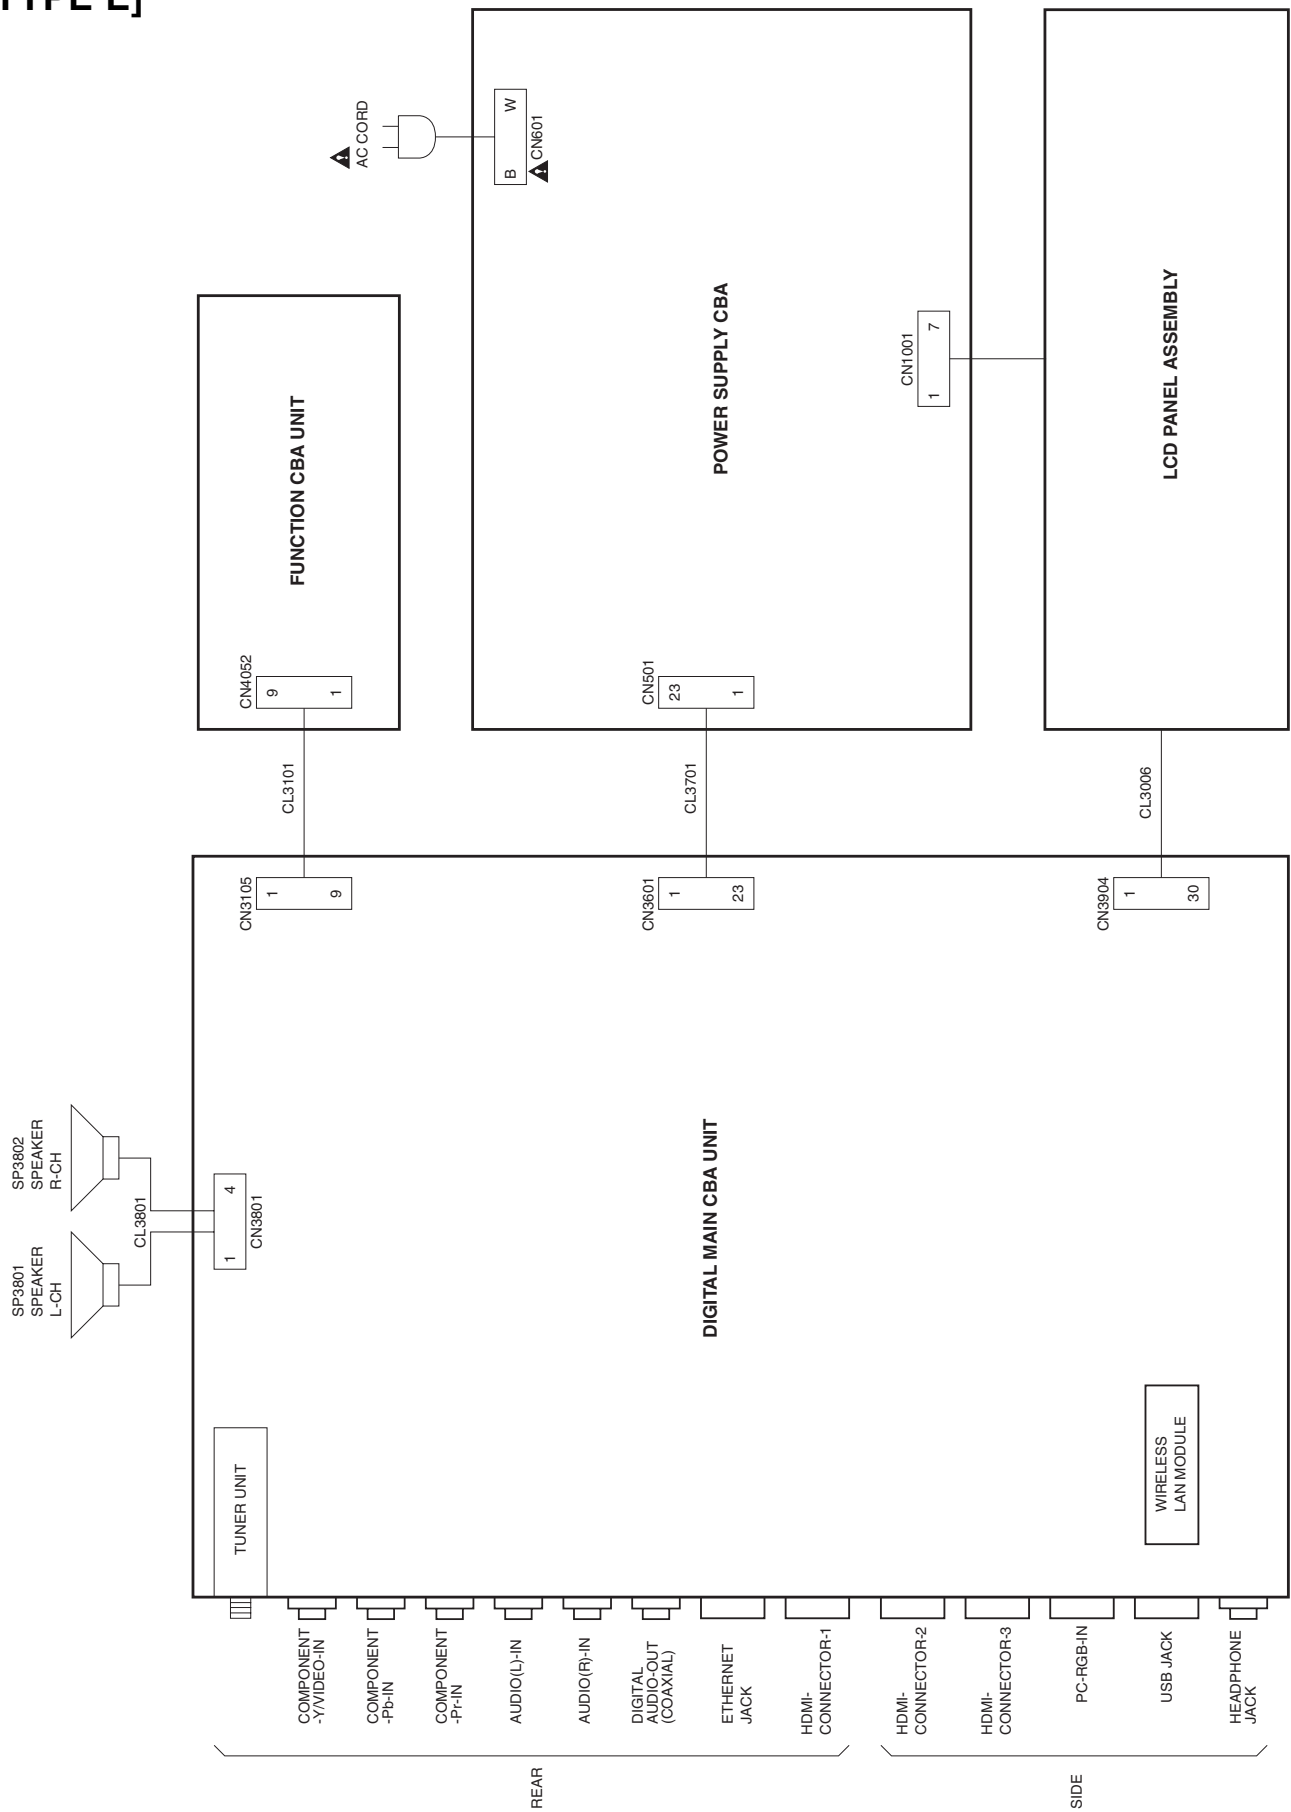 TYPE E]
AC CORD
B
W
CN601
FUNCTION CBA UNIT
CN4052
9
1
POWER SUPPLY CBA
CN1001
1
7
CN501
23
1
LCD PANEL ASSEMBLY
CL3101
CL3701
CL3006
CN3105
1
9
CN3601
1
23
CN3904
1
30
SP3802
SPEAKER
R-CH
SP3801
SPEAKER
L-CH
CL3801
1
4
CN3801
DIGITAL MAIN CBA UNIT
TUNER UNIT
WIRELESS
LAN MODULE
COMPONENT
-Y/VIDEO-IN
COMPONENT
-Pb-IN
COMPONENT
-Pr-IN
AUDIO(L)-IN
AUDIO(R)-IN
DIGITAL
AUDIO-OUT
(COAXIAL)
ETHERNET
JACK
HDMI-
CONNECTOR-1
HDMI-
CONNECTOR-2
HDMI-
CONNECTOR-3
PC-RGB-IN
USB JACK
HEADPHONE
JACK
REAR
SIDE